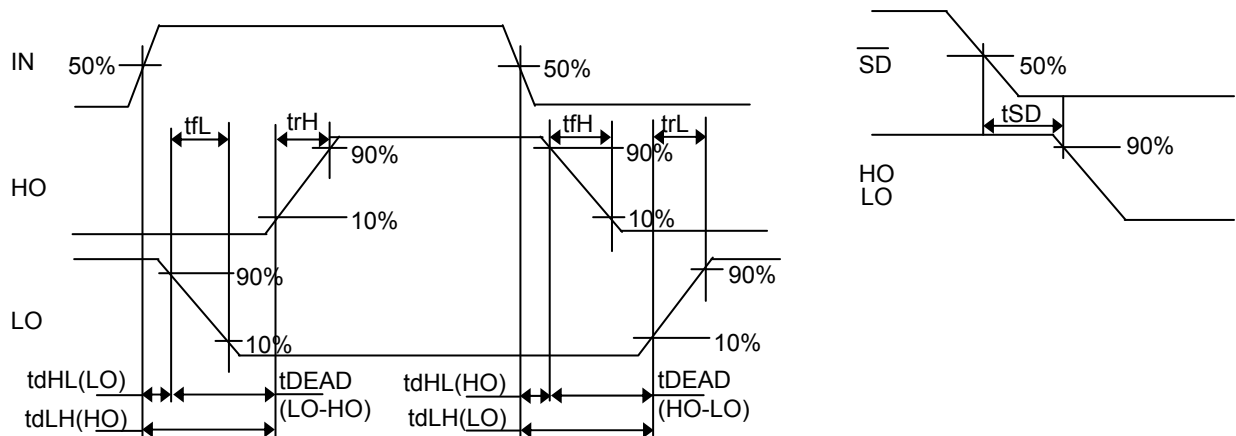 IN
50%
50%
tfL
trH
tfH
trL
HO
90%
10%
90%
10%
LO
90%
10%
90%
10%
tdHL(LO)
tDEAD
(LO-HO)
tdLH(HO)
tdHL(HO)
tDEAD
(HO-LO)
tdLH(LO)
SD
50%
tSD
90%
HO
LO